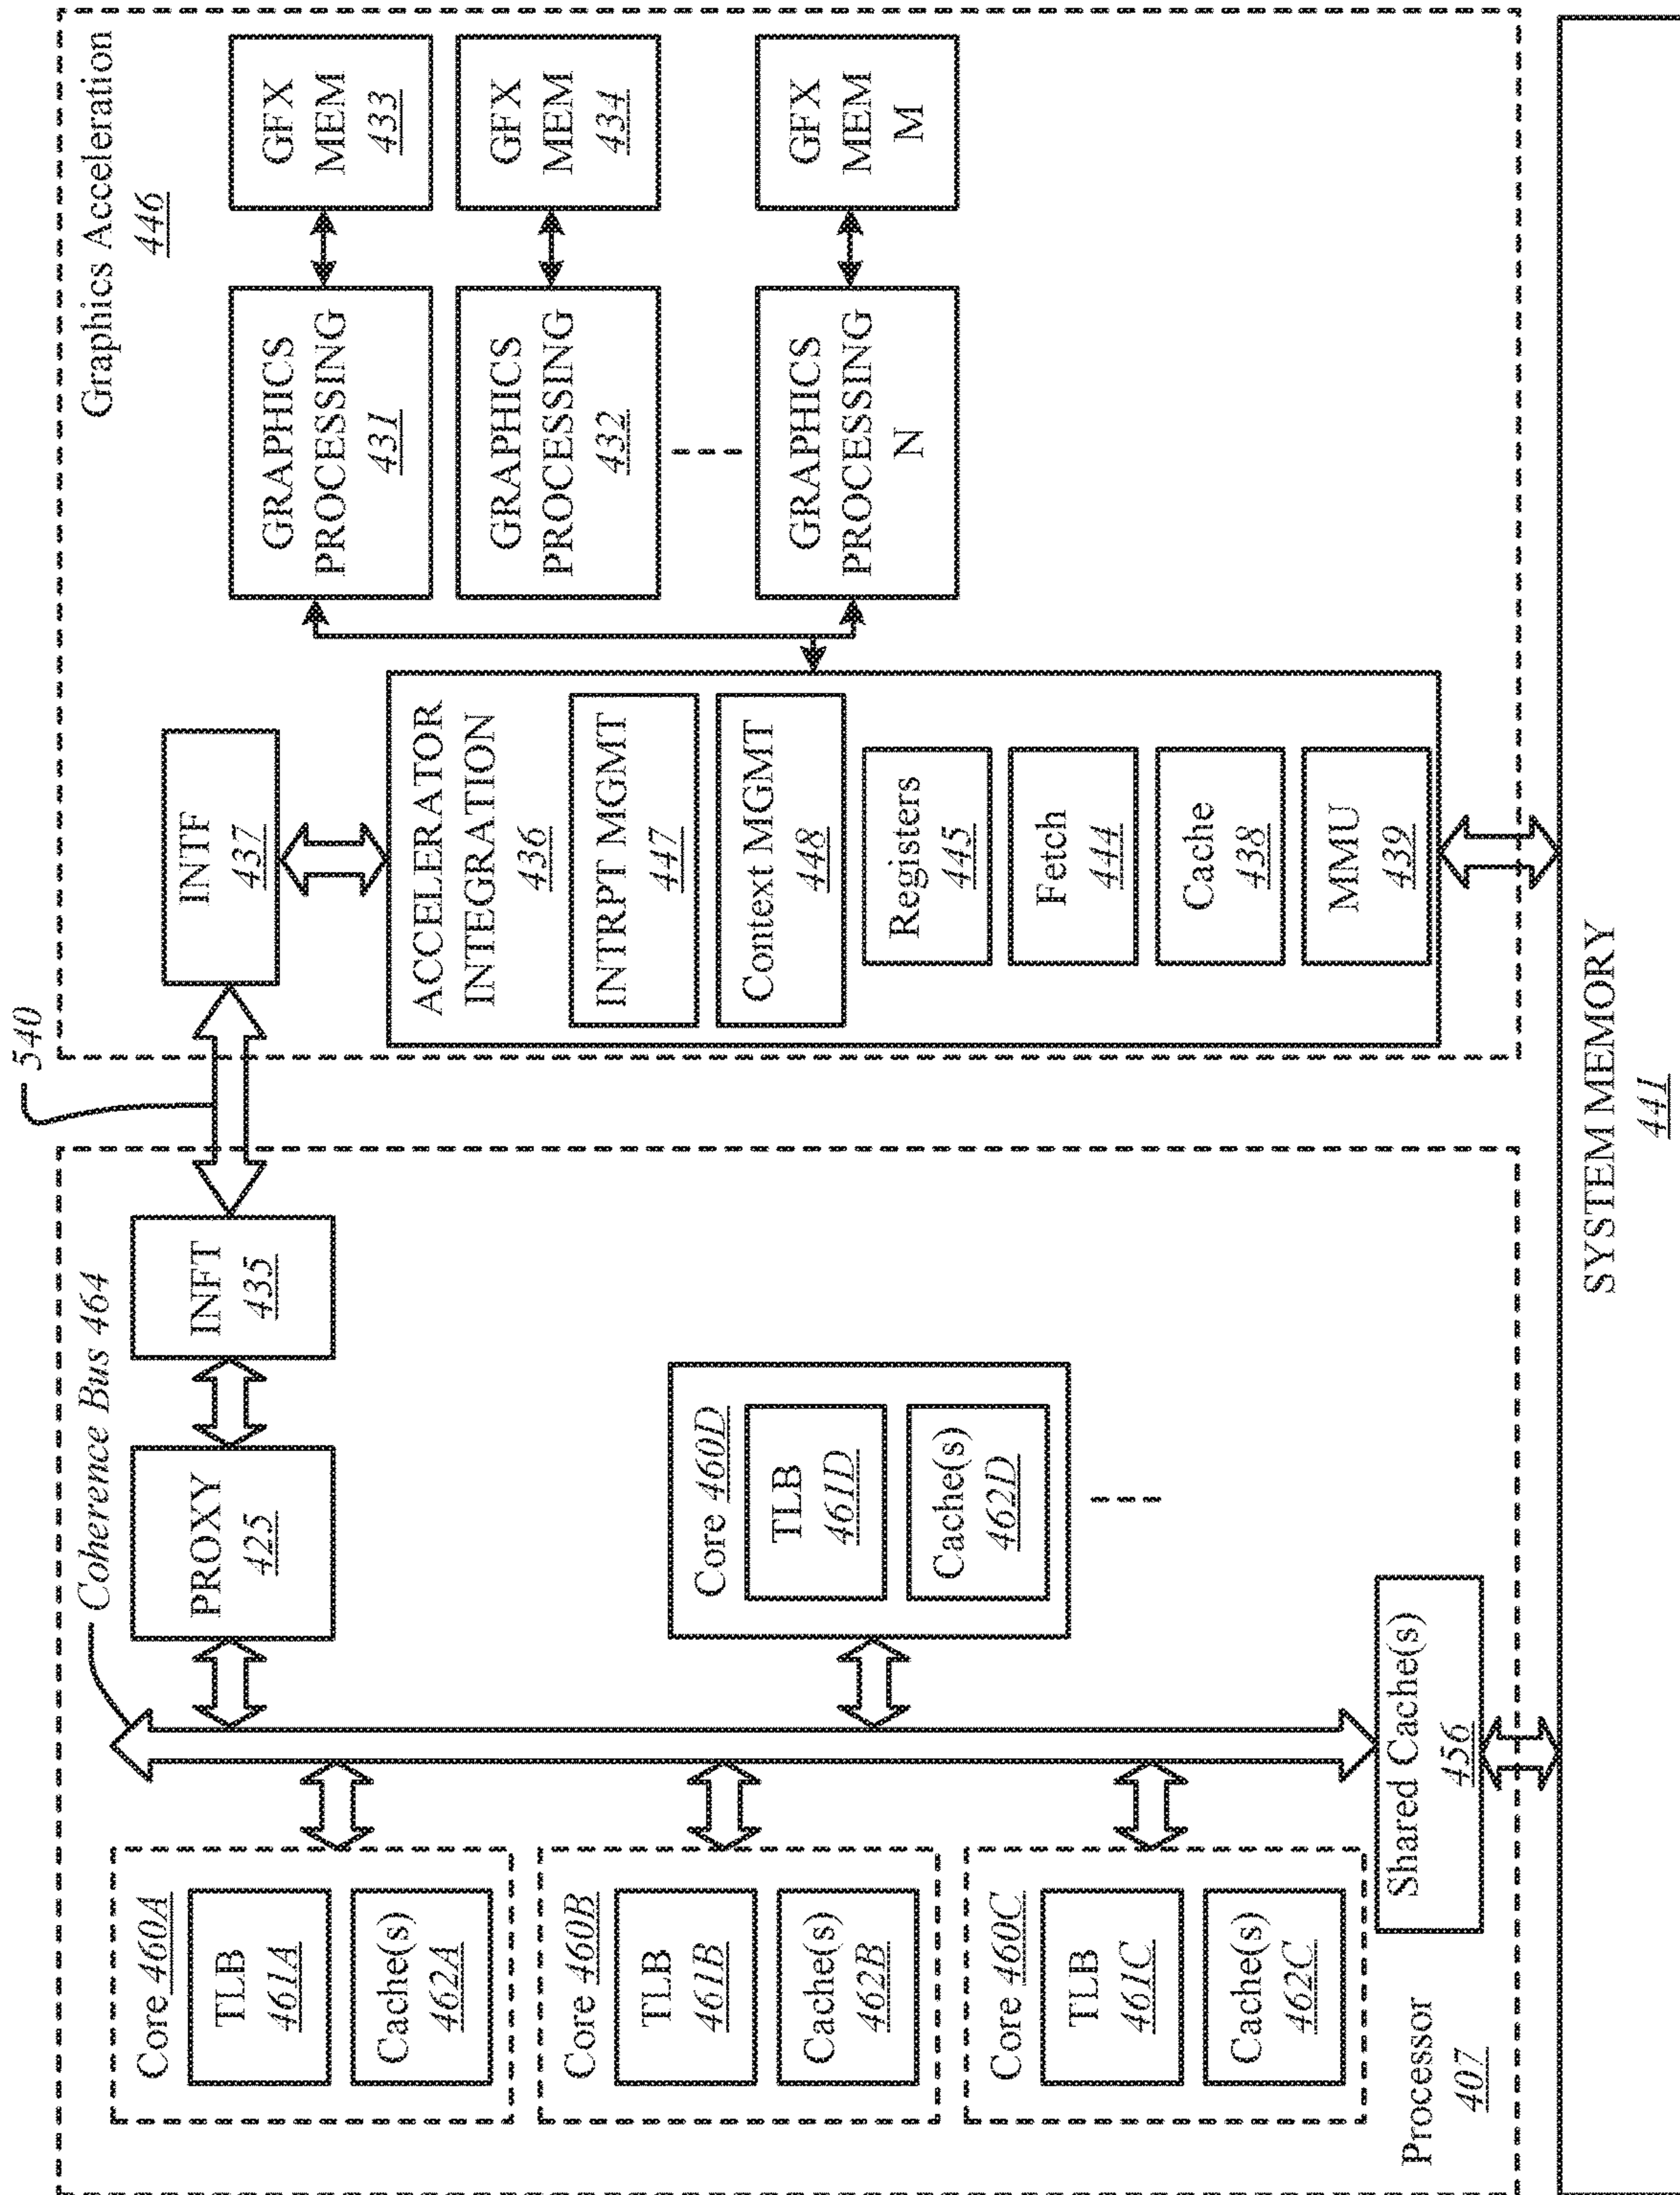 540
Coherence Bus 464
Core 460A
TLB
461A
Cache(s)
462A
Core 460B
TLB
461B
Cache(s)
462B
Core 460C
TLB
461C
Cache(s)
462C
PROXY
425
INFT
435
Core 460D
TLB
461D
Cache(s)
462D
Shared Cache(s)
456
Processor
407
Graphics Acceleration
446
INTF
437
ACCELERATOR
INTEGRATION
436
INTRPT MGMT
447
Context MGMT
448
Registers
445
Fetch
444
Cache
438
MMU
439
GRAPHICS
PROCESSING
431
GFX
MEM
433
GRAPHICS
PROCESSING
432
GFX
MEM
434
GRAPHICS
PROCESSING
N
GFX
MEM
M
SYSTEM MEMORY
441